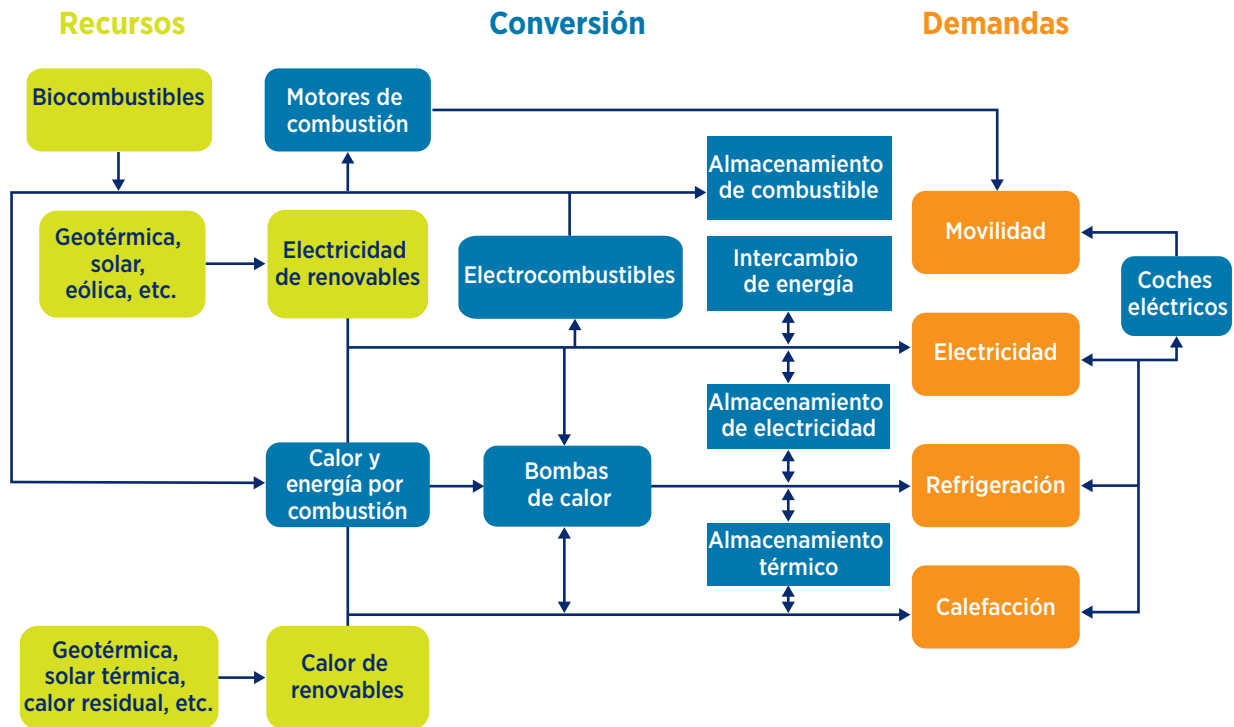 Recursos
Conversión
Demandas
Biocombustibles
Motores de
combustión
Almacenamiento
de combustible
Movilidad
Geotérmica,
solar,
eólica, etc.
Electricidad
de renovables
Electrocombustibles
Intercambio
de energía
Coches
eléctricos
Electricidad
Almacenamiento
de electricidad
Calor y
energía por
combustión
Bombas
de calor
Refrigeración
Almacenamiento
térmico
Calefacción
Geotérmica,
solar térmica,
calor residual, etc.
Calor de
renovables